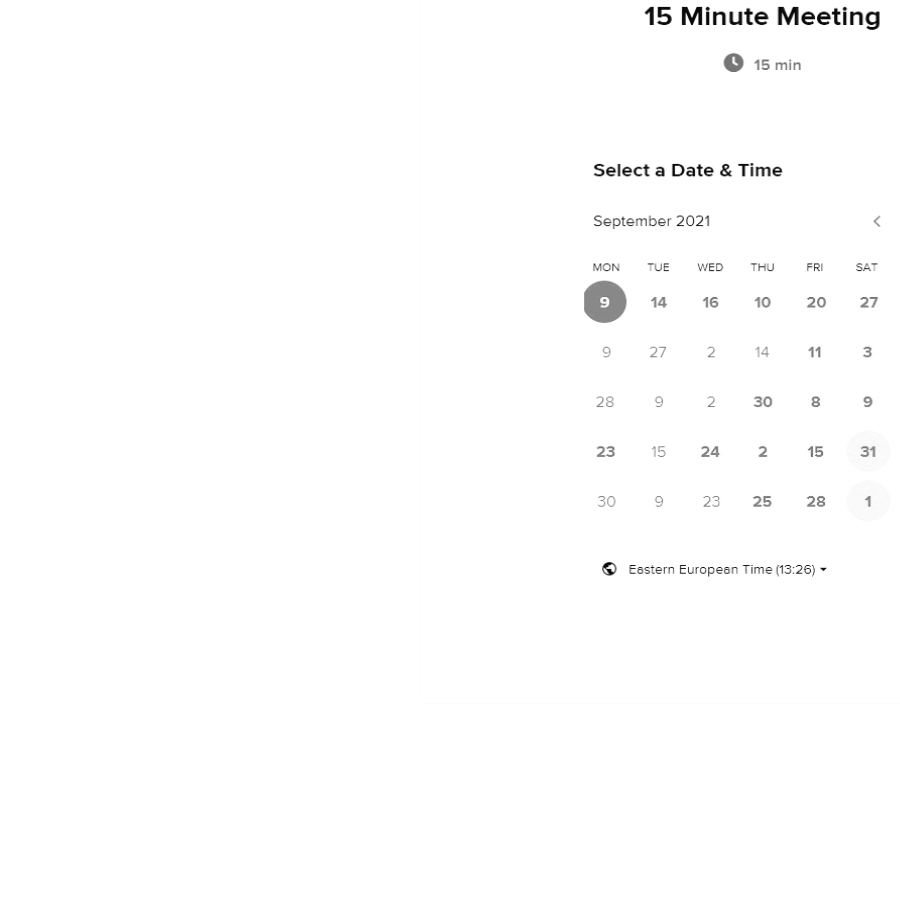 15 Minute Meeting
15 min
Select a Date & Time
September 2021
MON TUE WED THU FRI SAT
9 14 16 10 20 27
9 27 2 14 11 3
28 9 2 30 8 9
23 15 24 2 15 31
30 9 23 25 28 1
Eastern European Time (13:26)